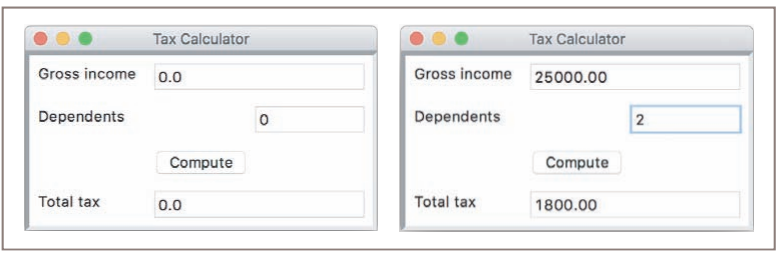 Tax Calculator
Gross income 0.0
Dependents 0
Compute
Total tax 0.0
Tax Calculator
Gross income 25000.00
Dependents 2
Compute
Total tax 1800.00